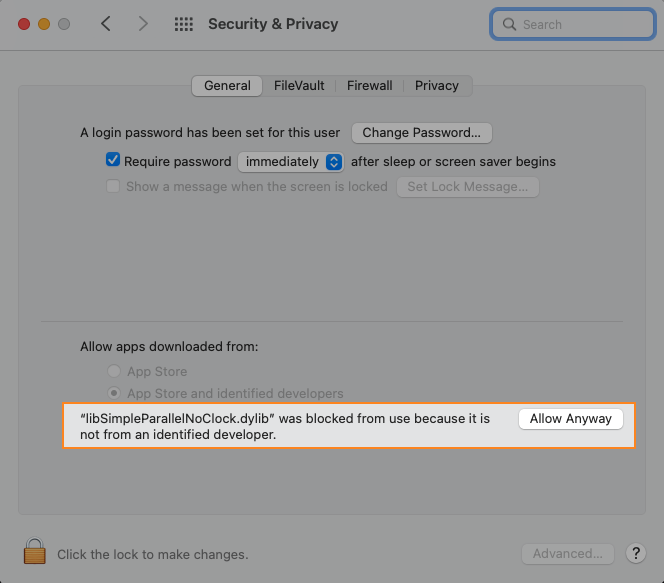 Security & Privacy
Search
General FileVault Firewall Privacy
A login password has been set for this user Change Password...
Require password immediately after sleep or screen saver begins
Show a message when the screen is locked Set Lock Message...
Allow apps downloaded from:
App Store
App Store and identified developers
“libSimpleParallelNoClock.dylib” was blocked from use because it is
not from an identified developer.
Allow Anyway
Click the lock to make changes.
Advanced...
?